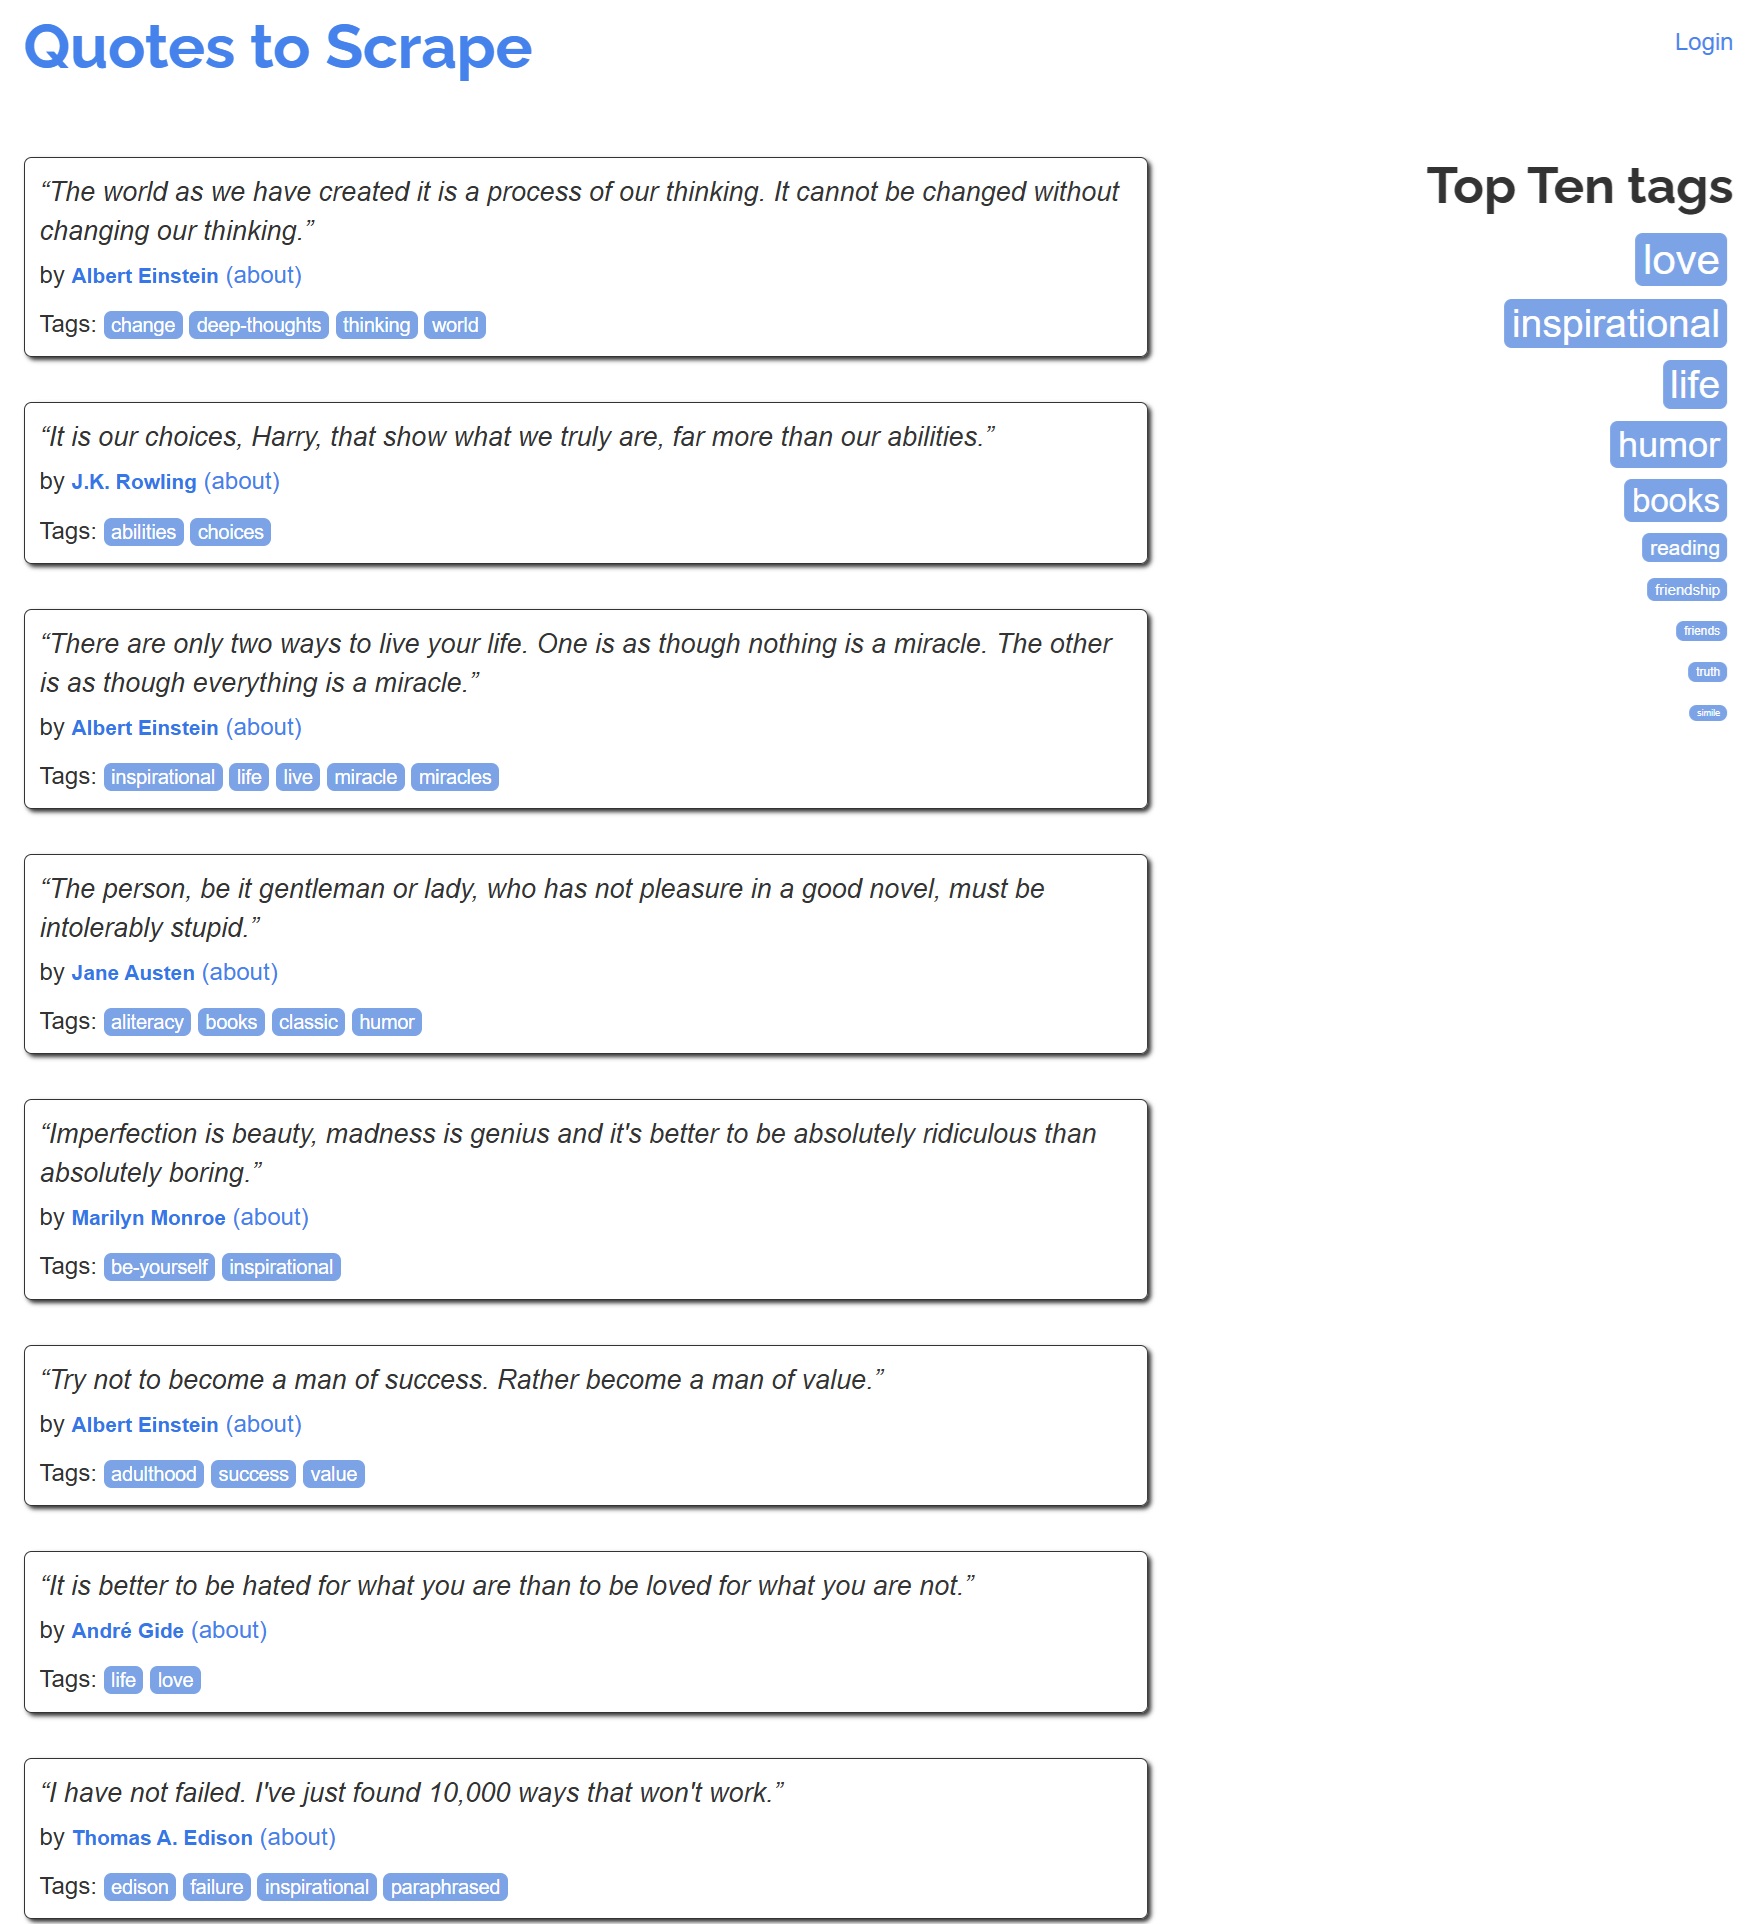 Quotes to Scrape
Login
“The world as we have created it is a process of our thinking. It cannot be changed without
changing our thinking.”
by Albert Einstein (about)
Tags: change deep-thoughts thinking world
“It is our choices, Harry, that show what we truly are, far more than our abilities.”
by J.K. Rowling (about)
Tags: abilities choices
“There are only two ways to live your life. One is as though nothing is a miracle. The other
is as though everything is a miracle.”
by Albert Einstein (about)
Tags: inspirational life live miracle miracles
“The person, be it gentleman or lady, who has not pleasure in a good novel, must be
intolerably stupid.”
by Jane Austen (about)
Tags: aliteracy books classic humor
“Imperfection is beauty, madness is genius and it's better to be absolutely ridiculous than
absolutely boring.”
by Marilyn Monroe (about)
Tags: be-yourself inspirational
“Try not to become a man of success. Rather become a man of value.”
by Albert Einstein (about)
Tags: adulthood success value
“It is better to be hated for what you are than to be loved for what you are not.”
by André Gide (about)
Tags: life love
“I have not failed. I've just found 10,000 ways that won't work.”
by Thomas A. Edison (about)
Tags: edison failure inspirational paraphrased
Top Ten tags
love
inspirational
life
humor
books
reading
friendship
friends
truth
simile